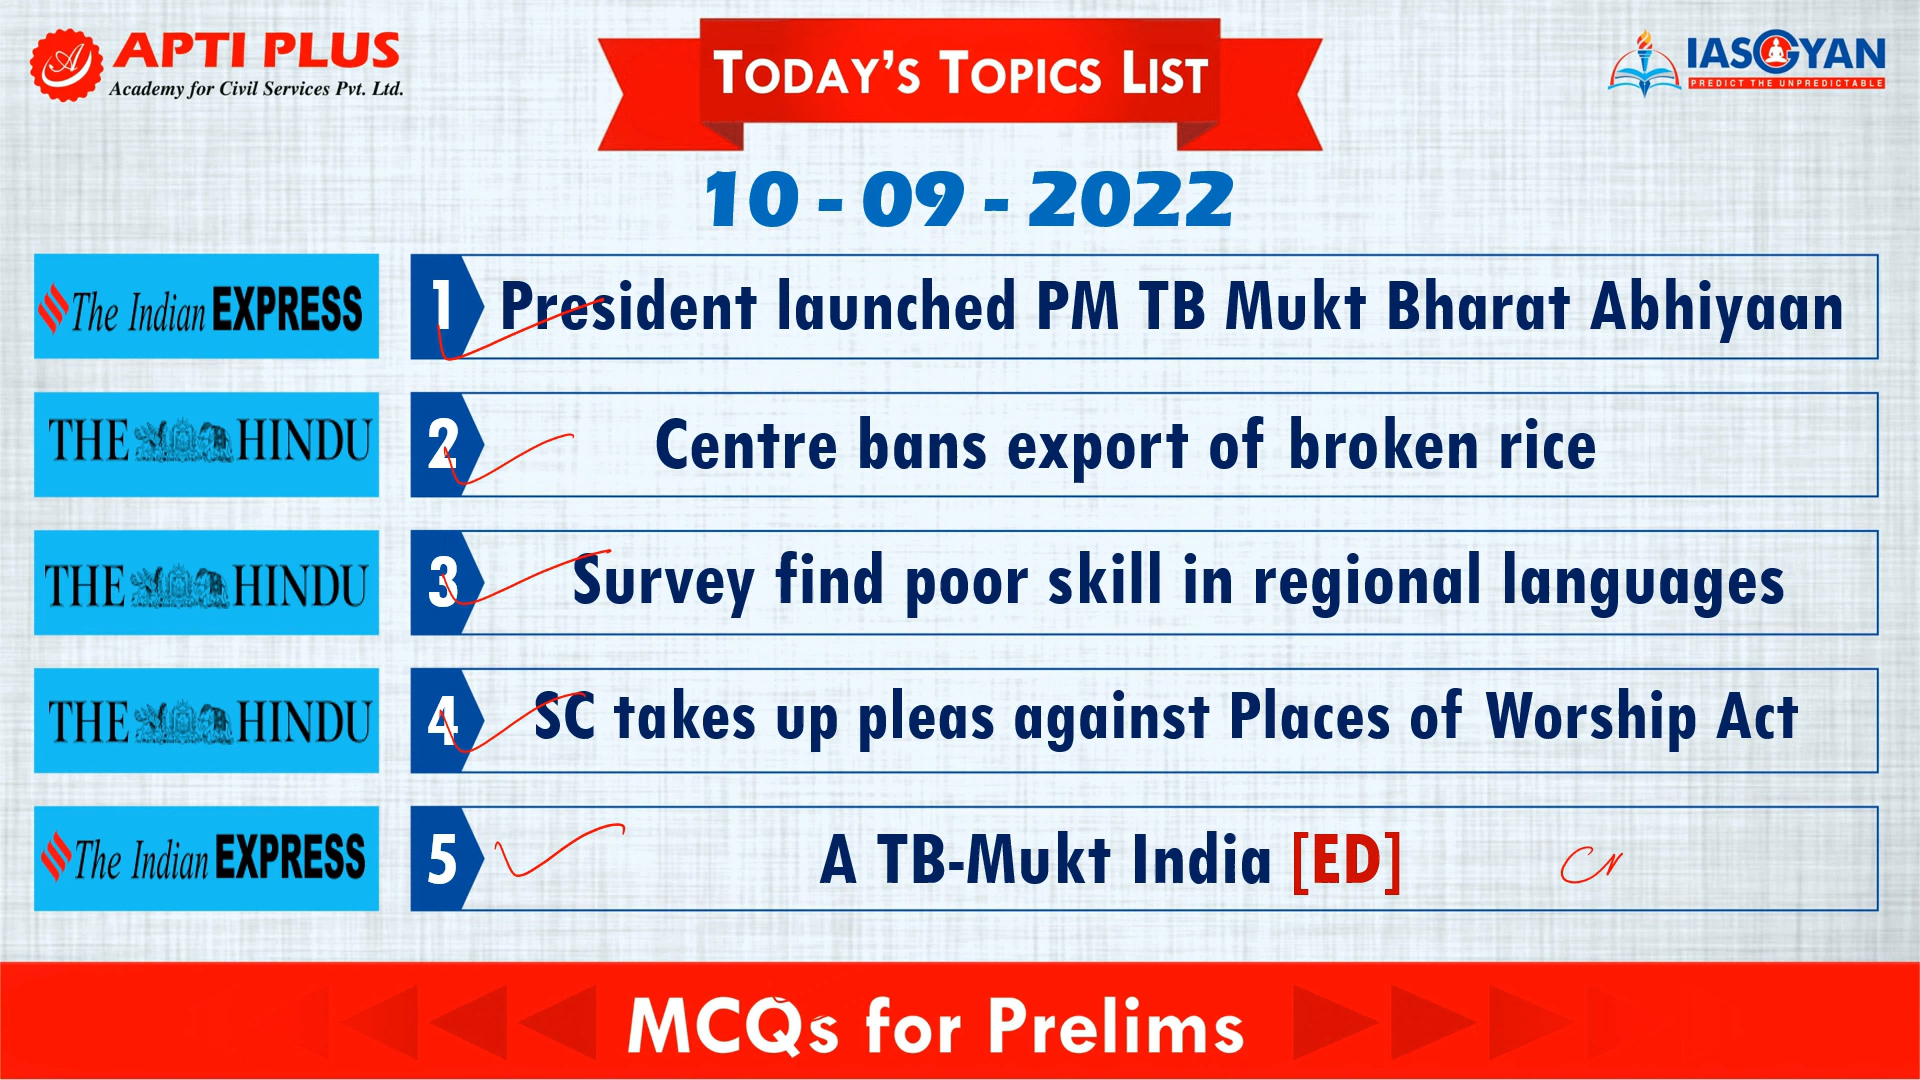 APTI PLUS
Academy for Civil Services Pvt. Ltd.
TODAY'S TOPICS LIST
IASGYAN
PREDICT THE UNPREDICTABLE
10 - 09 - 2022
The Indian EXPRESS
1 President launched PM TB Mukt Bharat Abhiyaan
THE HINDU
2 Centre bans export of broken rice
THE HINDU
3 Survey find poor skill in regional languages
THE HINDU
4 SC takes up pleas against Places of Worship Act
The Indian EXPRESS
5 A TB-Mukt India [ED]
MCQs for Prelims